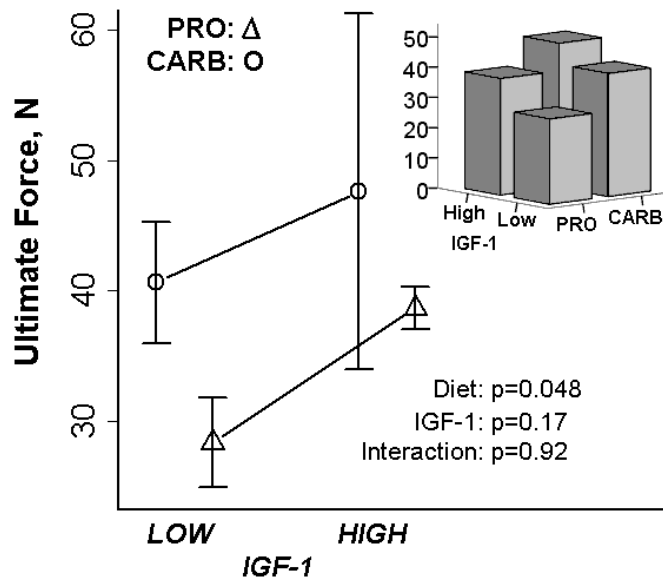 PRO: Δ
CARB: O
Ultimate Force, N
60
50
40
30
LOW
HIGH
IGF-1
50
40
30
20
10
0
High
Low
IGF-1
PRO
CARB
Diet: p=0.048
IGF-1: p=0.17
Interaction: p=0.92